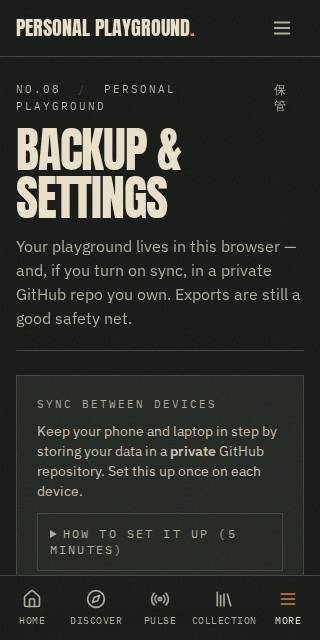 PERSONAL PLAYGROUND.
NO.08 / PERSONAL
PLAYGROUND
保
管
BACKUP &
SETTINGS
Your playground lives in this browser —
and, if you turn on sync, in a private
GitHub repo you own. Exports are still a
good safety net.
SYNC BETWEEN DEVICES
Keep your phone and laptop in step by
storing your data in a private GitHub
repository. Set this up once on each
device.
HOW TO SET IT UP (5
MINUTES)
HOME DISCOVER PULSE COLLECTION MORE